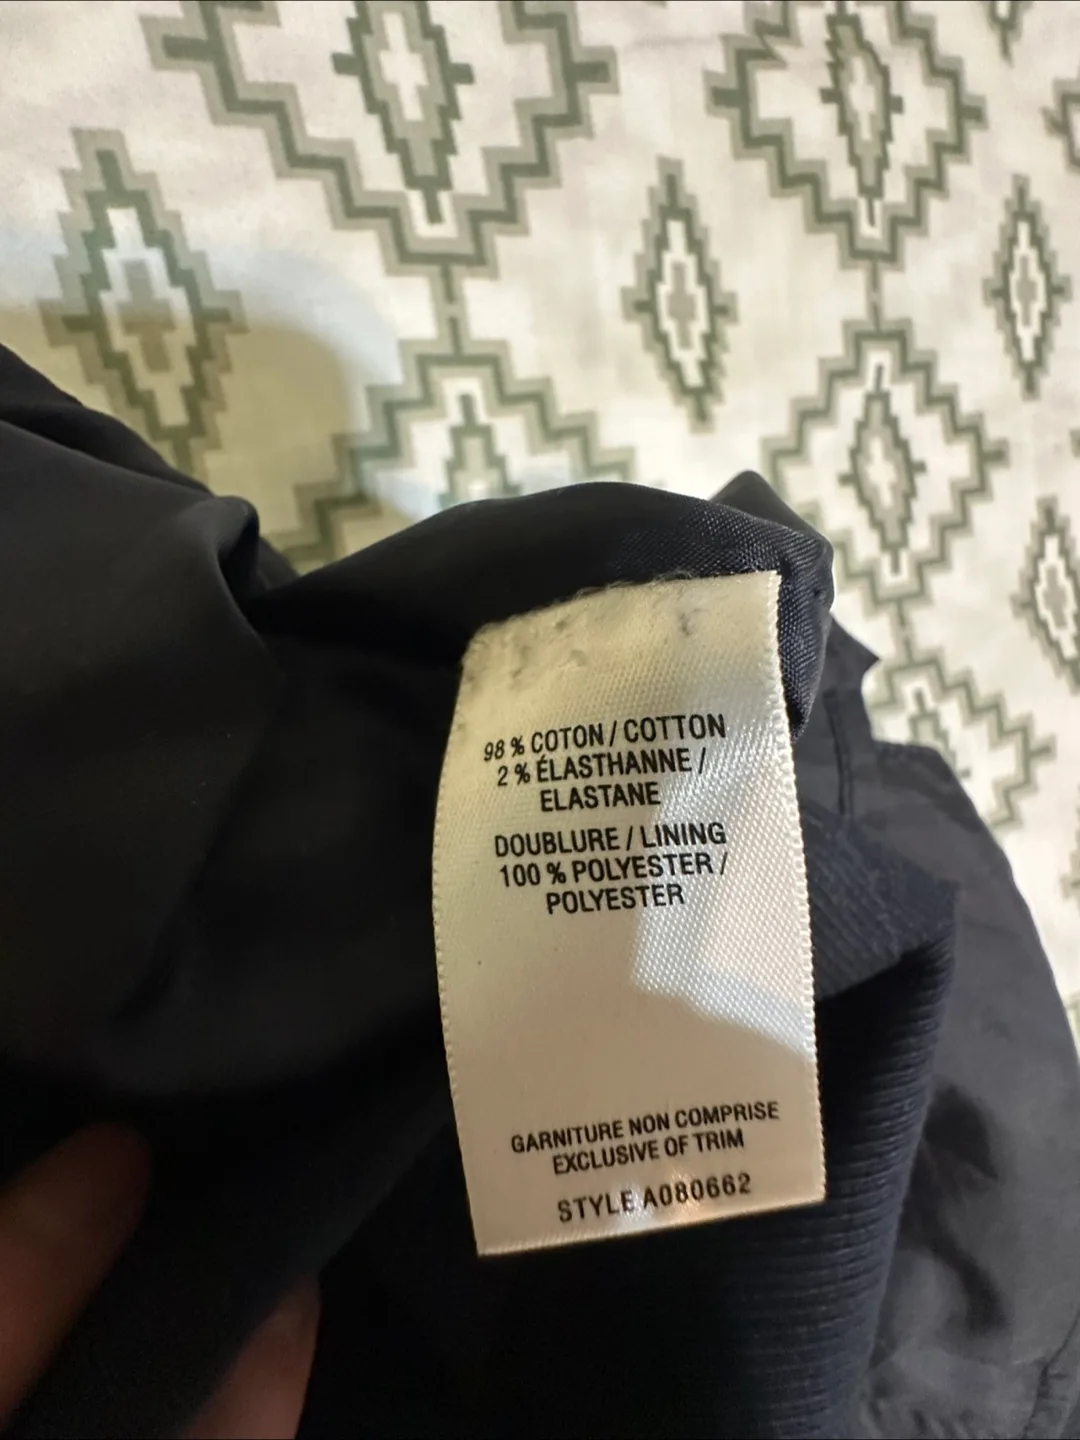 98 % COTON / COTTON
2 % ÉLASTHANNE /
ELASTANE
DOUBLURE / LINING
100 % POLYESTER /
POLYESTER
GARNITURE NON COMPRISE
EXCLUSIVE OF TRIM
STYLE A080662